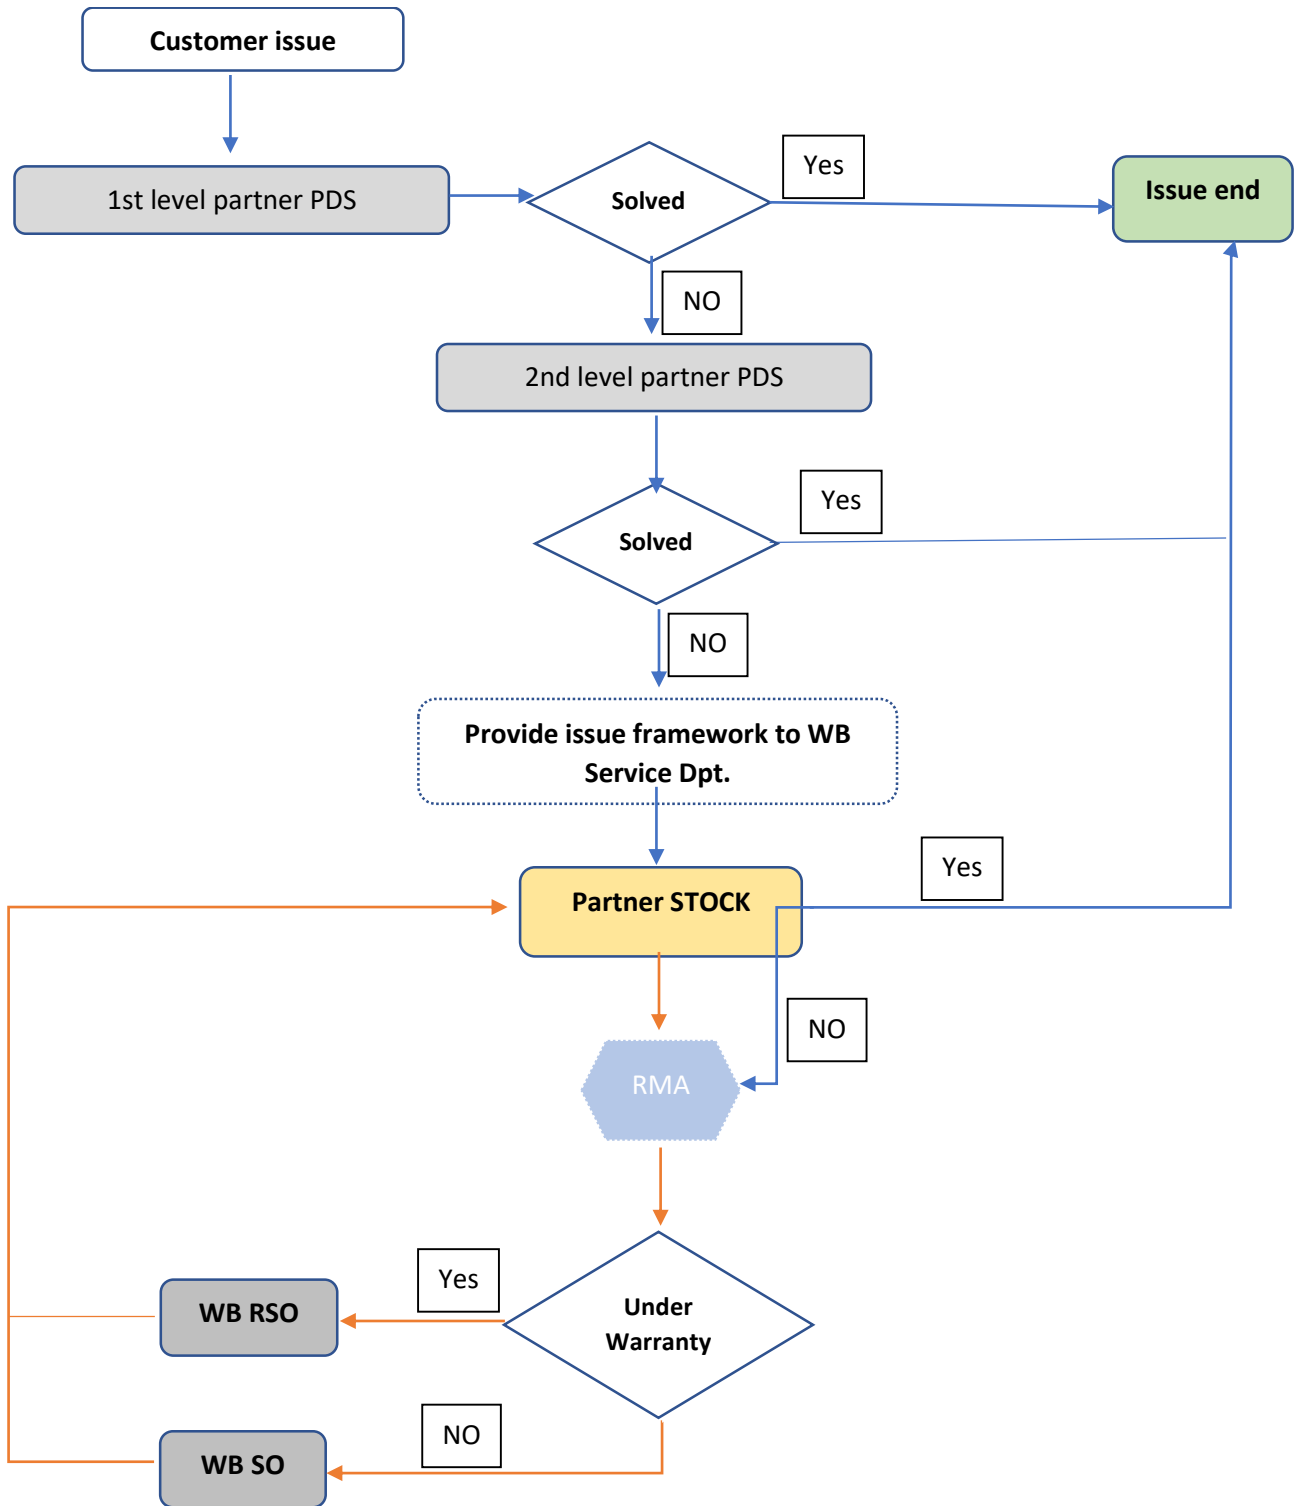 Customer issue
1st level partner PDS
Solved
Yes
Issue end
NO
2nd level partner PDS
Yes
Solved
NO
Provide issue framework to WB
Service Dpt.
Partner STOCK
Yes
NO
RMA
Yes
WB RSO
Under
Warranty
NO
WB SO